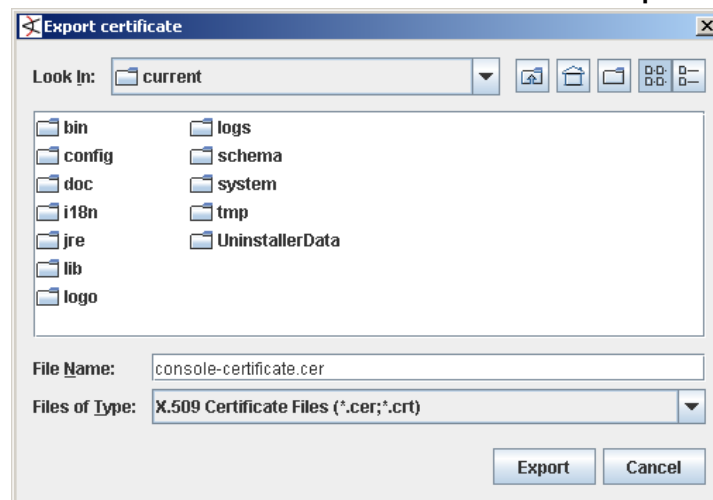 Export certificate
Look In: current
bin logs
config schema
doc system
i18n tmp
jre UninstallerData
lib
logo
File Name: console-certificate.cer
Files of Type: X.509 Certificate Files (*.cer;*.crt)
Export Cancel